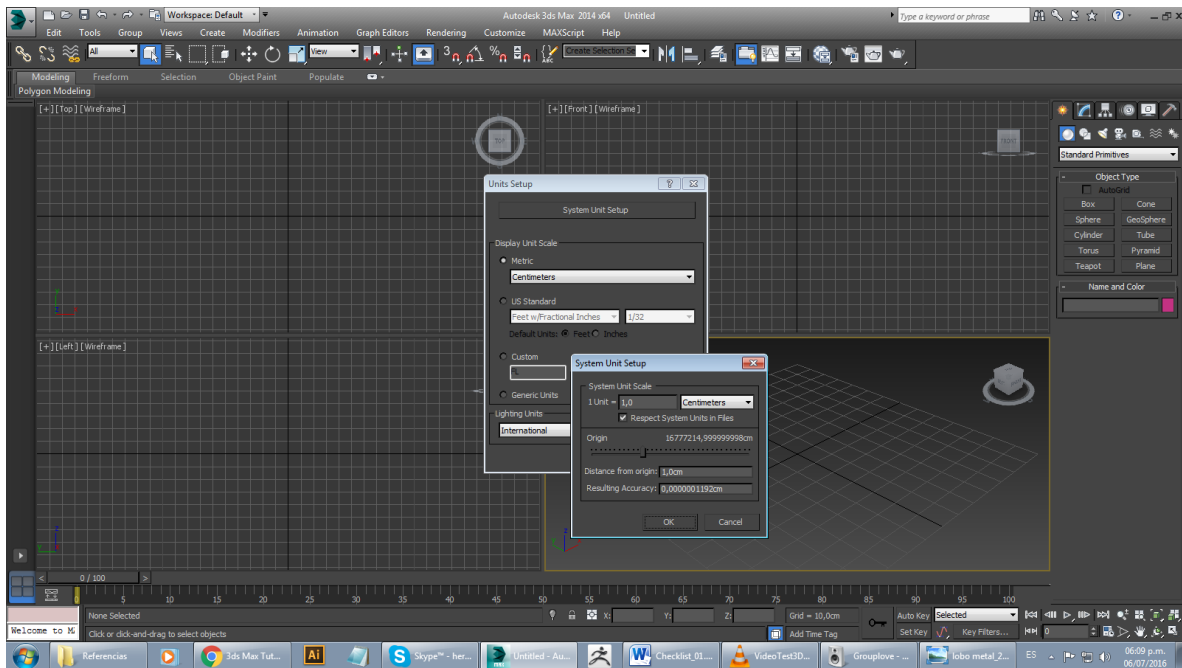 Workspace: Default
Autodesk 3ds Max 2014 x64 Untitled
Type a keyword or phrase
Edit Tools Group Views Create Modifiers Animation Graph Editors Rendering Customize MAXScript Help
All
View
Create Selection Se
Modeling Freeform Selection Object Paint Populate
Polygon Modeling
[+][Top][Wireframe]
TOP
[+][Front][Wireframe]
FRONT
Standard Primitives
- Object Type
AutoGrid
Box Cone
Sphere GeoSphere
Cylinder Tube
Torus Pyramid
Teapot Plane
- Name and Color
Units Setup
System Unit Setup
Display Unit Scale
Metric
Centimeters
US Standard
Feet w/Fractional Inches 1/32
Default Units: Feet Inches
Custom
Generic Units
Lighting Units
International
System Unit Setup
System Unit Scale
1 Unit = 1,0 Centimeters
Respect System Units in Files
Origin 16777214,999999998cm
Distance from origin: 1,0cm
Resulting Accuracy: 0,0000001192cm
OK Cancel
[+][Left][Wireframe]
< 0 / 100 >
0 5 10 15 20 25 30 35 40 45 50 55 60 65 70 75 80 85 90 95 100
None Selected
X: Y: Z: Grid = 10,0cm
Auto Key Selected
Welcome to M
Click or click-and-drag to select objects
Add Time Tag
Set Key Key Filters...
0
Referencias
3ds Max Tut...
Ai
Skype™ - her...
Untitled - Au...
Checklist_01....
VideoTest3D...
Grouplove - ...
lobo metal_2...
ES
06:09 p.m.
06/07/2016